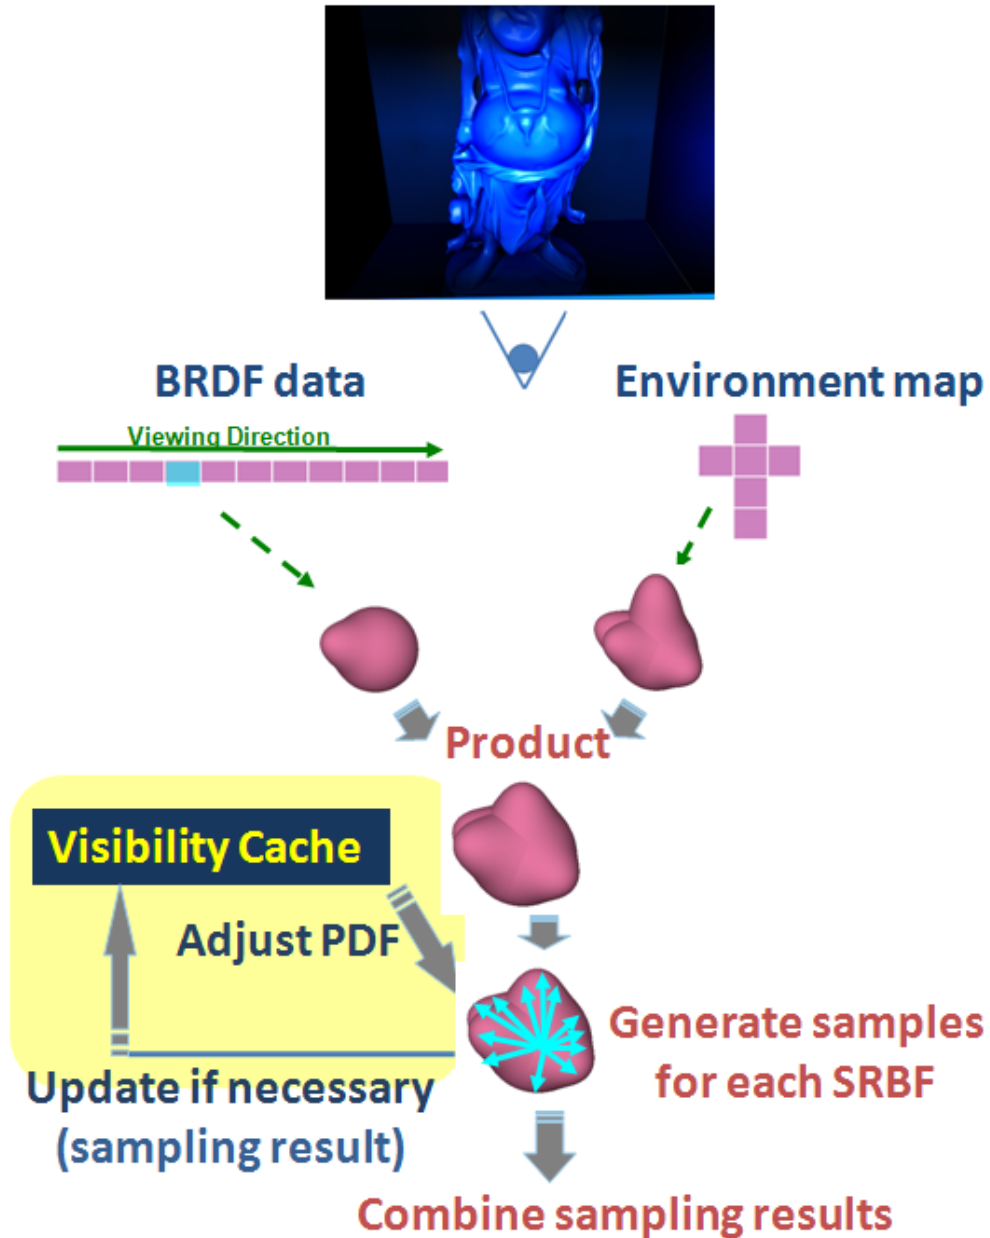 BRDF data
Environment map
Viewing Direction
Product
Visibility Cache
Adjust PDF
Generate samples
for each SRBF
Update if necessary
(sampling result)
Combine sampling results